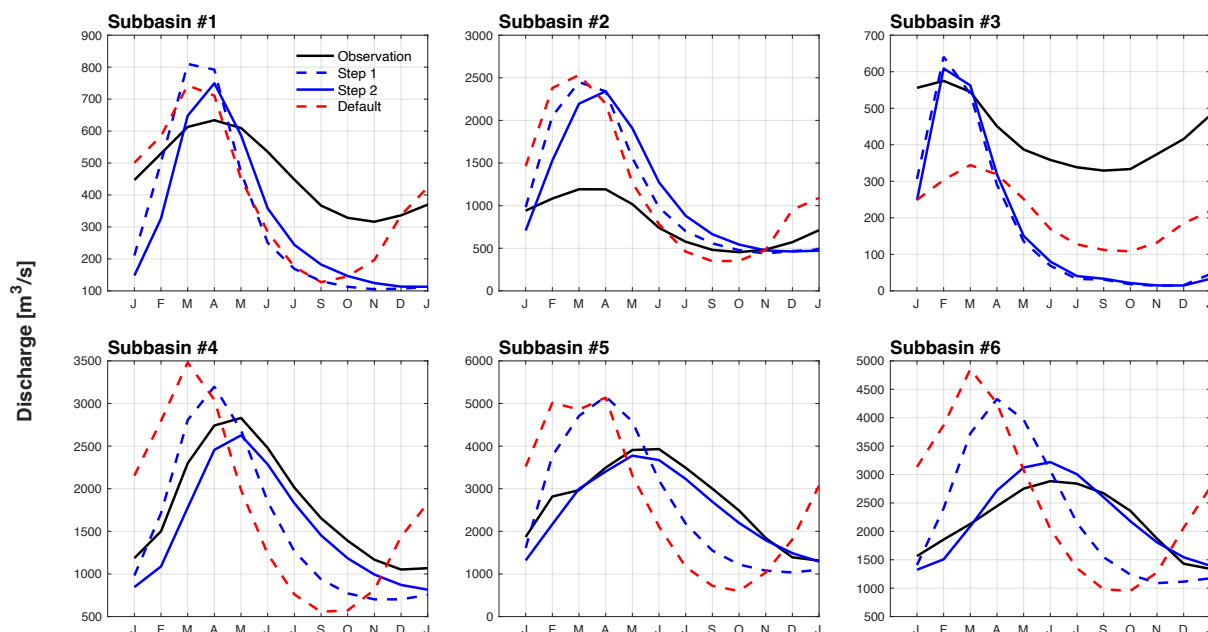 Subbasin #1
Subbasin #2
Subbasin #3
900
800
700
600
500
400
300
200
100
Observation
Step 1
Step 2
Default
J F M A M J J S O N D J
3000
2500
2000
1500
1000
500
0
J F M A M J J S O N D J
700
600
500
400
300
200
100
0
J F M A M J J S O N D J
Discharge [m³/s]
Subbasin #4
Subbasin #5
Subbasin #6
3500
3000
2500
2000
1500
1000
500
J F M A M J J S O N D J
6000
5000
4000
3000
2000
1000
0
J F M A M J J S O N D J
5000
4500
4000
3500
3000
2500
2000
1500
1000
500
J F M A M J J S O N D J